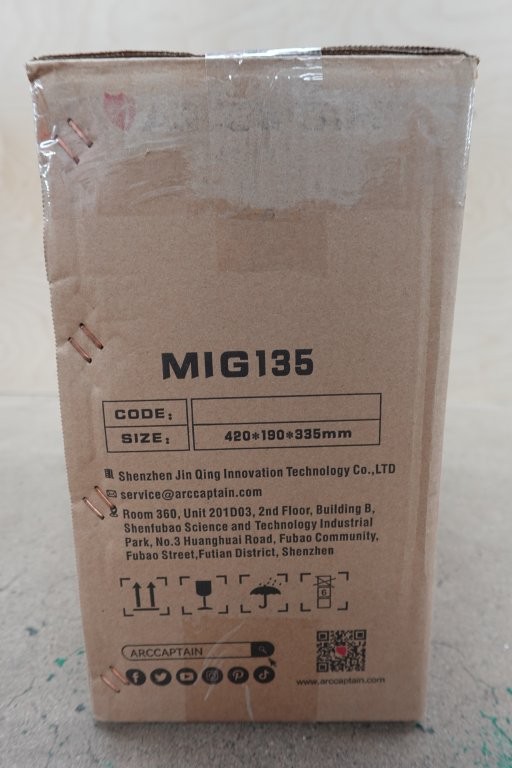 MIG135
CODE:
SIZE: 420*190*335mm
Shenzhen Jin Qing Innovation Technology Co.,LTD
service@arccaptain.com
Room 360, Unit 201D03, 2nd Floor, Building B,
Shenfubao Science and Technology Industrial
Park, No.3 Huanghai Road, Fubao Community,
Fubao Street,Futian District, Shenzhen
6
ARCCAPTAIN
www.arccaptain.com